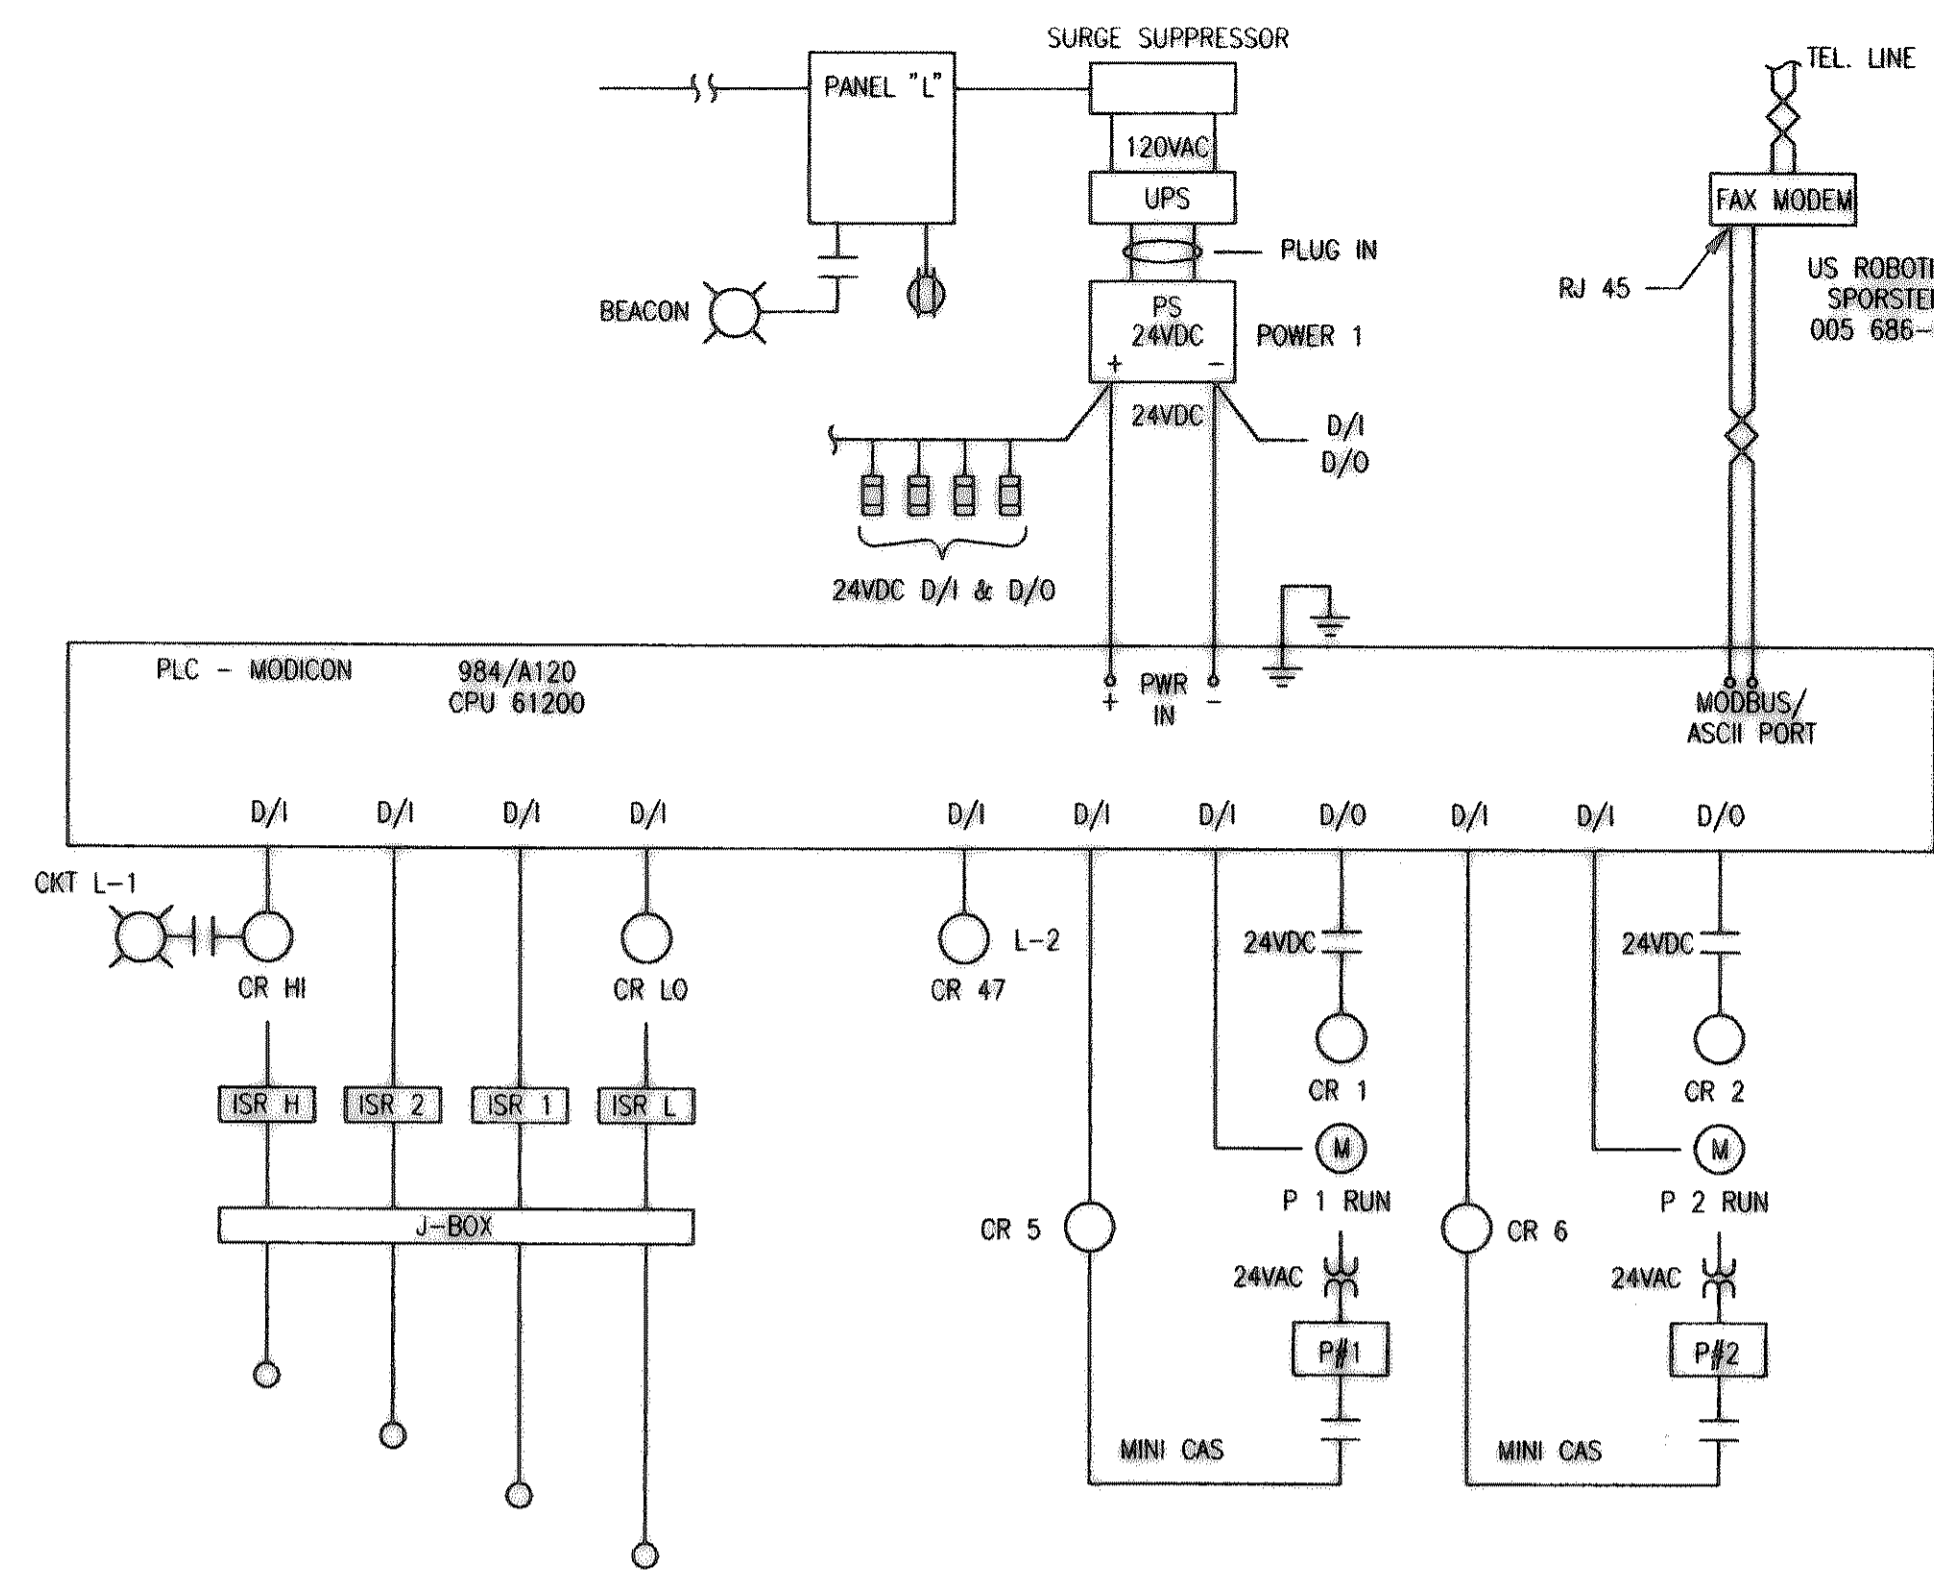 SURGE SUPPRESSOR
TEL. LINE
PANEL "L"
120VAC
UPS
FAX MODEM
PLUG IN
RJ 45
US ROBOTI
SPORSTE
005 686-
BEACON
PS
24VDC
+ -
POWER 1
24VDC
D/I
D/O
24VDC D/I & D/O
PLC - MODICON
984/A120
CPU 61200
+ PWR -
IN
MODBUS/
ASCII PORT
D/I D/I D/I D/I D/I D/I D/I D/O D/I D/I D/O
CKT L-1
L-2
24VDC
24VDC
CR HI
CR LO
CR 47
CR 1
CR 2
ISR H
ISR 2
ISR 1
ISR L
M
M
P 1 RUN
P 2 RUN
J-BOX
CR 5
CR 6
24VAC
24VAC
P#1
P#2
MINI CAS
MINI CAS